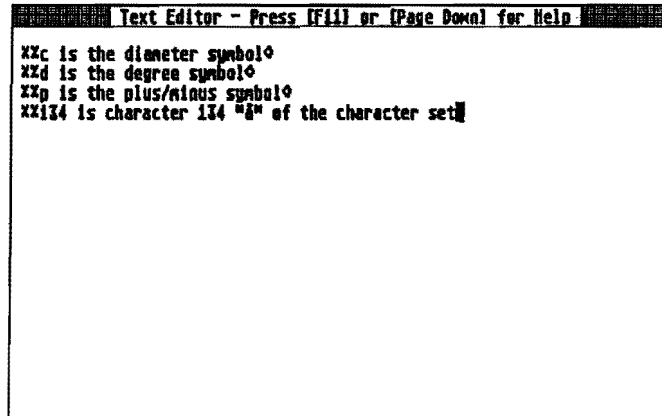 Text Editor - Press [F11] or [Page Down] for Help
%%c is the diameter symbol◊
%%d is the degree symbol◊
%%p is the plus/minus symbol◊
%%134 is character 134 "å" of the character set